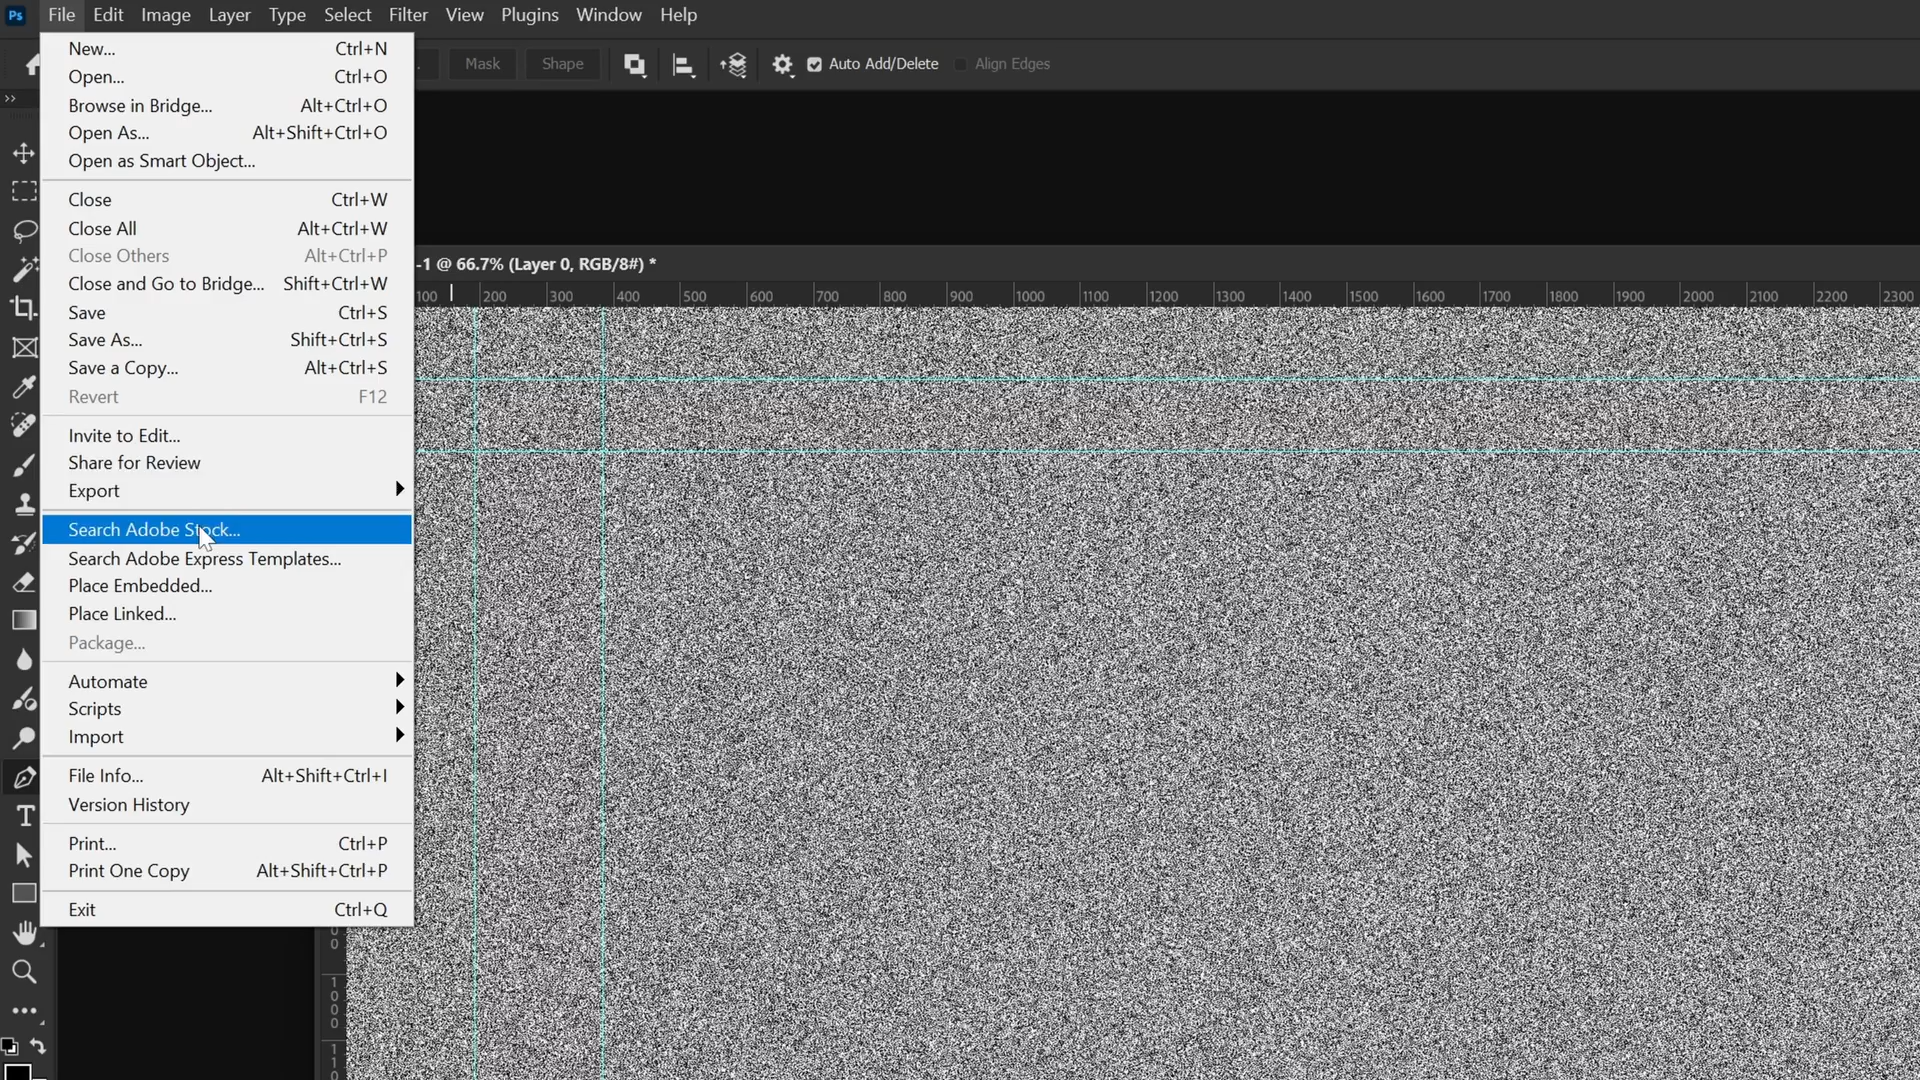 Ps File Edit Image Layer Type Select Filter View Plugins Window Help
Mask Shape Auto Add/Delete Align Edges
New... Ctrl+N
Open... Ctrl+O
Browse in Bridge... Alt+Ctrl+O
Open As... Alt+Shift+Ctrl+O
Open as Smart Object...
Close Ctrl+W
Close All Alt+Ctrl+W
Close Others Alt+Ctrl+P
Close and Go to Bridge... Shift+Ctrl+W
Save Ctrl+S
Save As... Shift+Ctrl+S
Save a Copy... Alt+Ctrl+S
Revert F12
Invite to Edit...
Share for Review
Export
Search Adobe Stock...
Search Adobe Express Templates...
Place Embedded...
Place Linked...
Package...
Automate
Scripts
Import
File Info... Alt+Shift+Ctrl+I
Version History
Print... Ctrl+P
Print One Copy Alt+Shift+Ctrl+P
Exit Ctrl+Q
-1 @ 66.7% (Layer 0, RGB/8#) *
100 200 300 400 500 600 700 800 900 1000 1100 1200 1300 1400 1500 1600 1700 1800 1900 2000 2100 2200 2300
1000